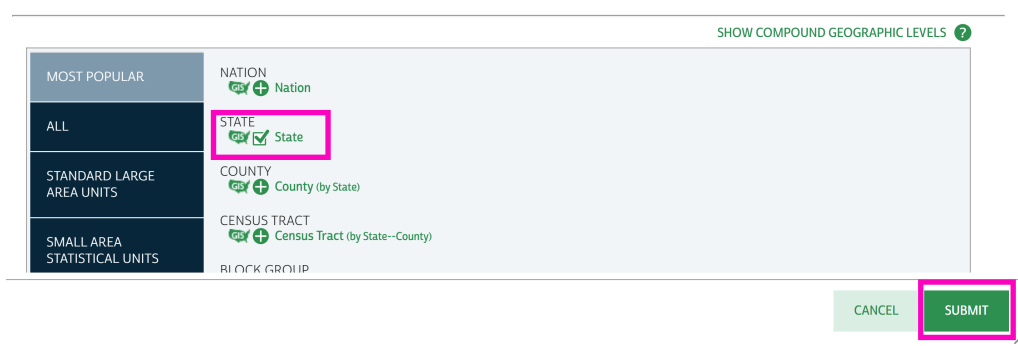 SHOW COMPOUND GEOGRAPHIC LEVELS ?
MOST POPULAR
ALL
STANDARD LARGE
AREA UNITS
SMALL AREA
STATISTICAL UNITS
NATION
GIS Nation
STATE
GIS State
COUNTY
GIS County (by State)
CENSUS TRACT
GIS Census Tract (by State--County)
BLOCK GROUP
CANCEL
SUBMIT